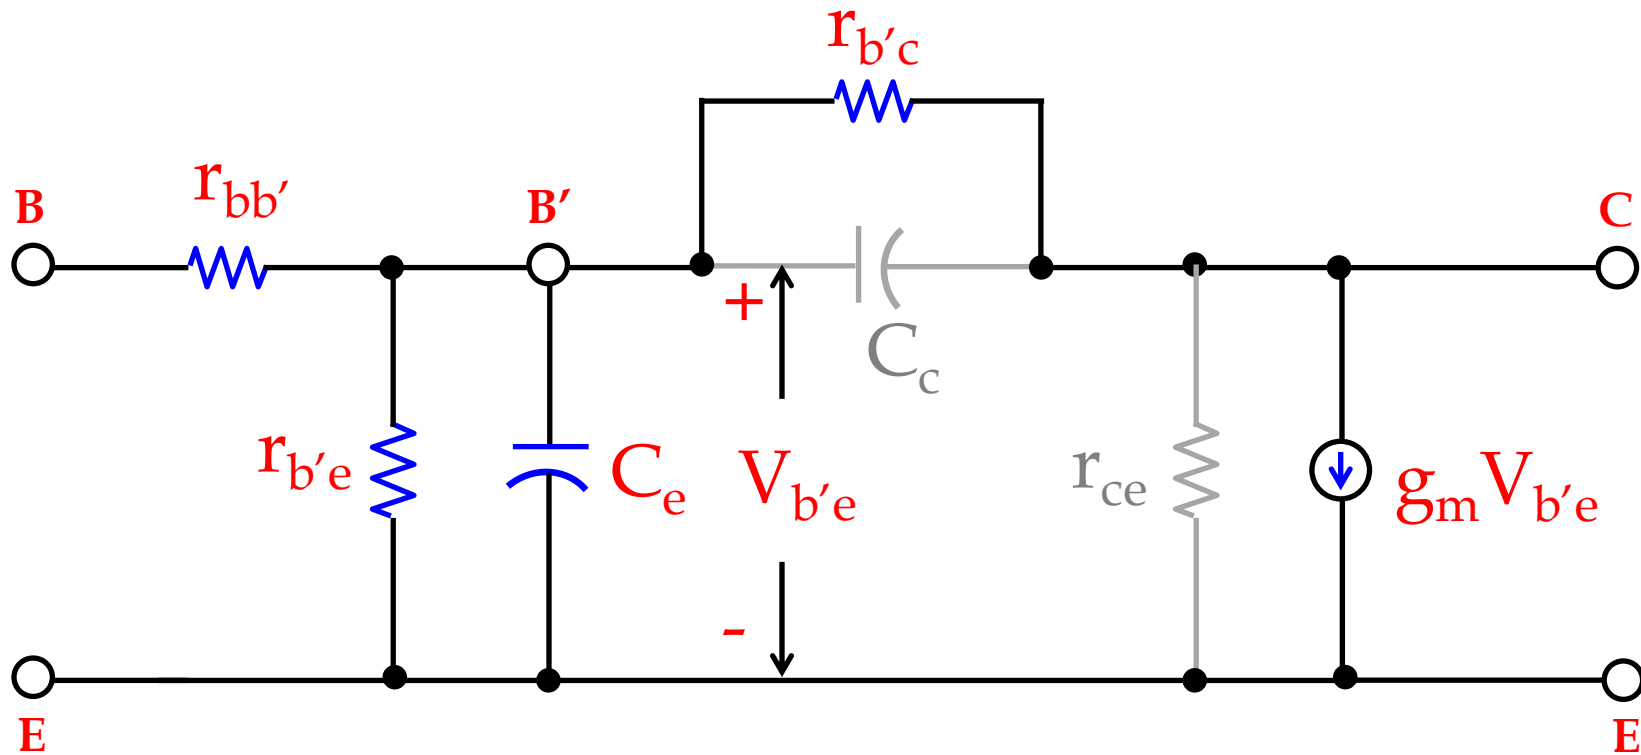 r_b'c
r_bb'
B
B'
C
+
C_c
r_b'e
C_e
V_b'e
r_ce
g_mV_b'e
-
E
E